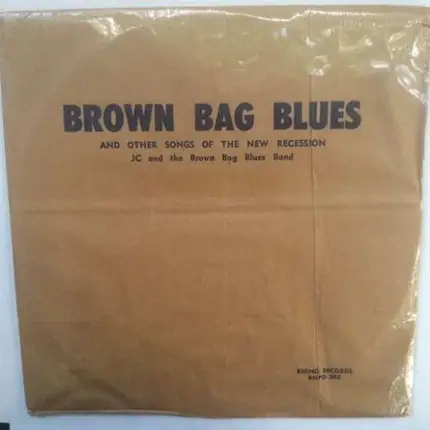 BROWN BAG BLUES
AND OTHER SONGS OF THE NEW RECESSION
JC and the Brown Bag Blues Band
RHINO RECORDS